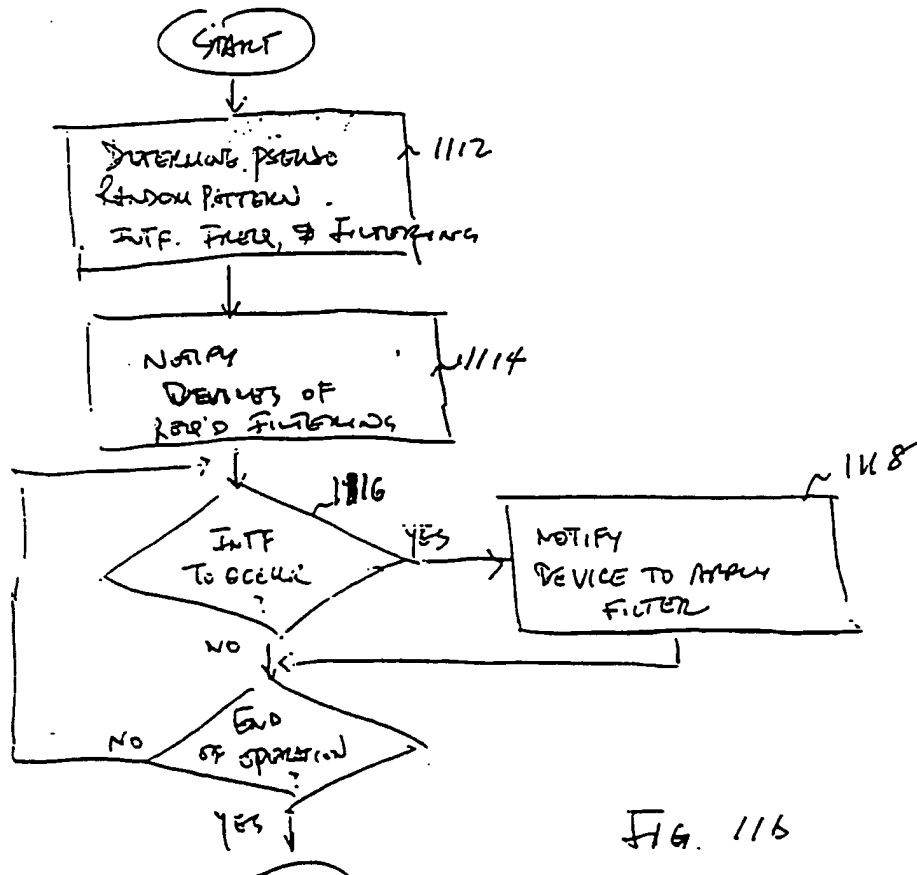 START
DETERMINE PSEUDO
RANDOM PATTERN.
INTF. FREQ, & FILTERING
1112
NOTIFY
DEVICES OF
REQ'D FILTERING
1114
1116
INTF
TO OCCUR
?
YES
NO
1118
NOTIFY
DEVICE TO APPLY
FILTER
END
OF OPERATION
?
NO
YES
FIG. 11b